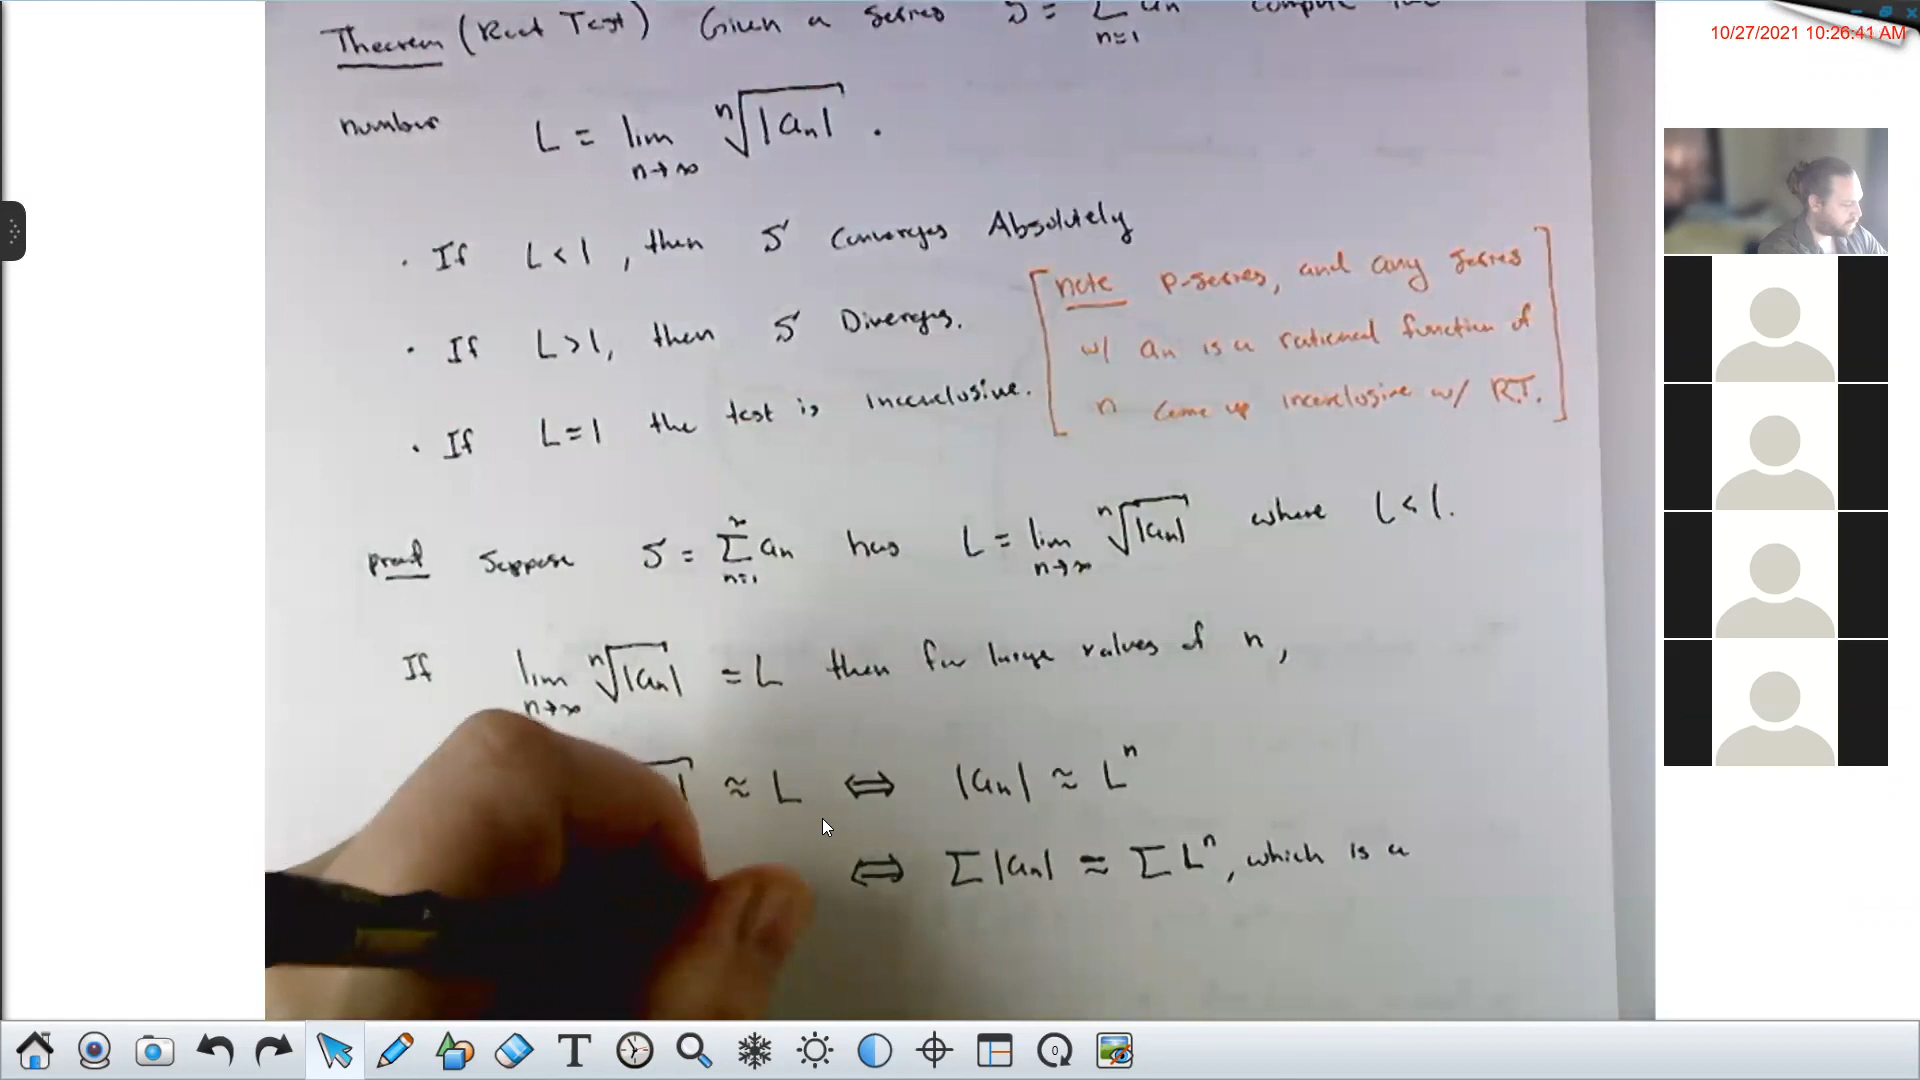 10/27/2021 10:26:41 AM
Theorem (Root Test) Given a series S = Σ an compute the
n=1
number L = lim n√|an| .
n→∞
· If L < 1 , then S Converges Absolutely
· If L > 1, then S Diverges.
· If L = 1 the test is inconclusive.
[note p-series, and any series
w/ an is a rational function of
n come up inconclusive w/ R.T.]
proof Suppose S = ∞Σn=1 an has L = lim n→∞ n√|an| where L < 1.
If lim n→∞ n√|an| = L then for large values of n,
≈ L ⇔ |an| ≈ L^n
⇔ Σ|an| ≈ ΣL^n, which is a
T
0